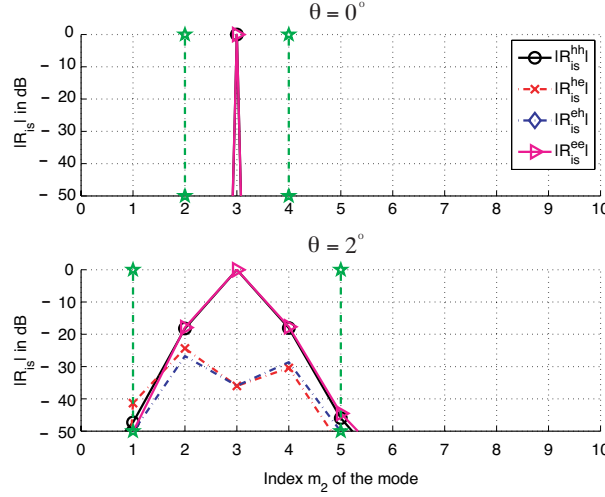 θ = 0°
|R_is| in dB
0
− 10
− 20
− 30
− 40
− 50
0 1 2 3 4 5 6 7 8 9 10
|R_is^hh|
|R_is^he|
|R_is^eh|
|R_is^ee|
θ = 2°
|R_is| in dB
0
− 10
− 20
− 30
− 40
− 50
0 1 2 3 4 5 6 7 8 9 10
Index m_2 of the mode